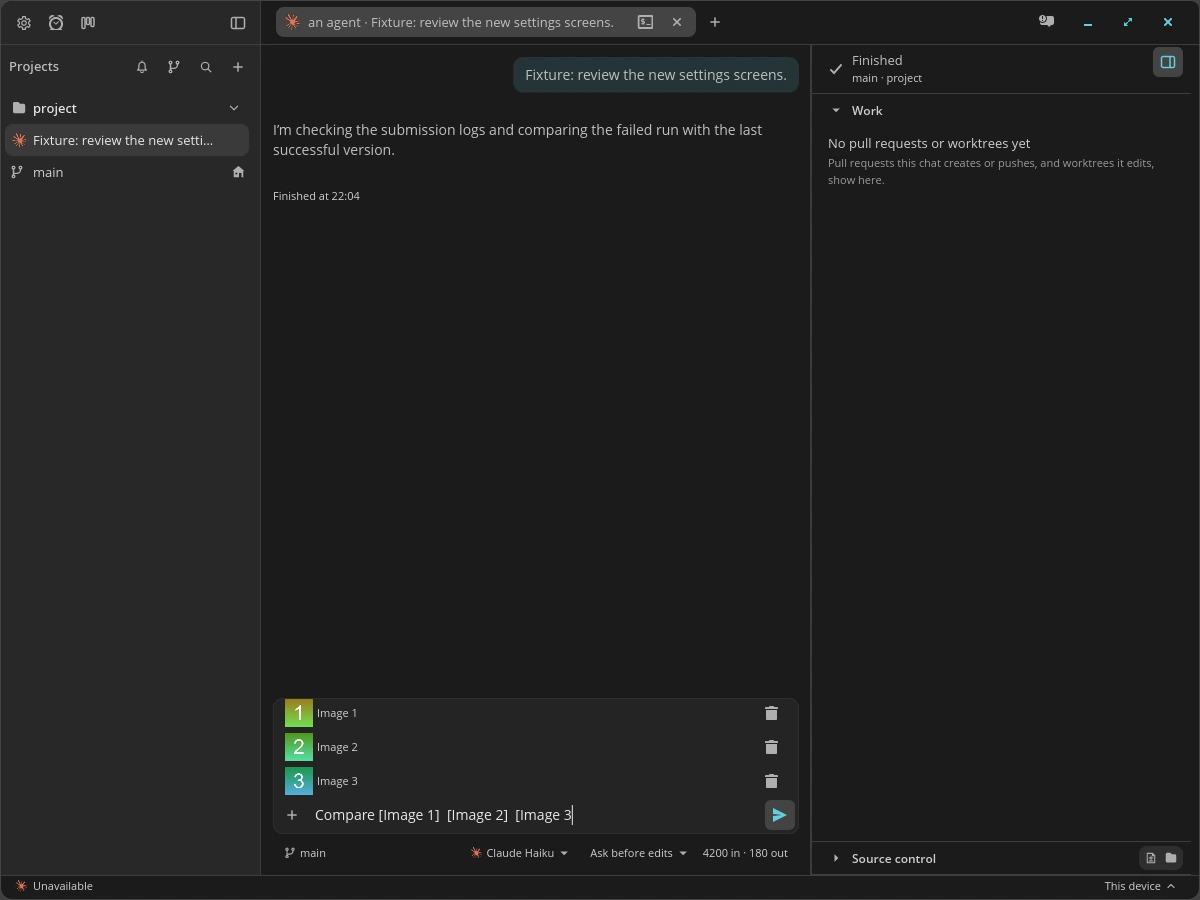 an agent · Fixture: review the new settings screens.
Projects
project
Fixture: review the new setti...
main
Fixture: review the new settings screens.
I'm checking the submission logs and comparing the failed run with the last
successful version.
Finished at 22:04
Finished
main · project
Work
No pull requests or worktrees yet
Pull requests this chat creates or pushes, and worktrees it edits,
show here.
1 Image 1
2 Image 2
3 Image 3
Compare [Image 1]  [Image 2]  [Image 3
main
Claude Haiku
Ask before edits
4200 in · 180 out
Source control
Unavailable
This device